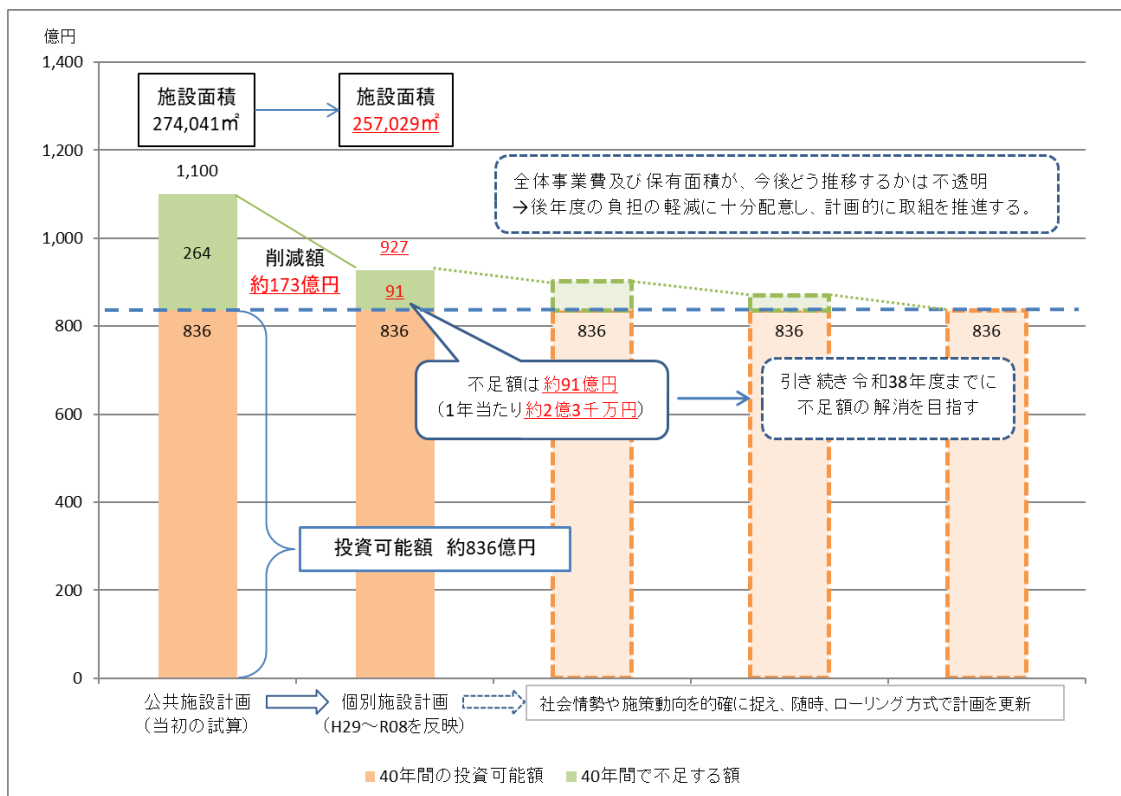 億円
1,400
1,200
1,000
800
600
400
200
0
施設面積
274,041㎡
施設面積
257,029㎡
1,100
264
836
削減額
約173億円
927
91
836
836
836
836
全体事業費及び保有面積が、今後どう推移するかは不透明
→後年度の負担の軽減に十分配意し、計画的に取組を推進する。
不足額は約91億円
（1年当たり約2億3千万円）
引き続き令和38年度までに
不足額の解消を目指す
投資可能額 約836億円
公共施設計画
（当初の試算）
個別施設計画
（H29～R08を反映）
社会情勢や施策動向を的確に捉え、随時、ローリング方式で計画を更新
40年間の投資可能額
40年間で不足する額